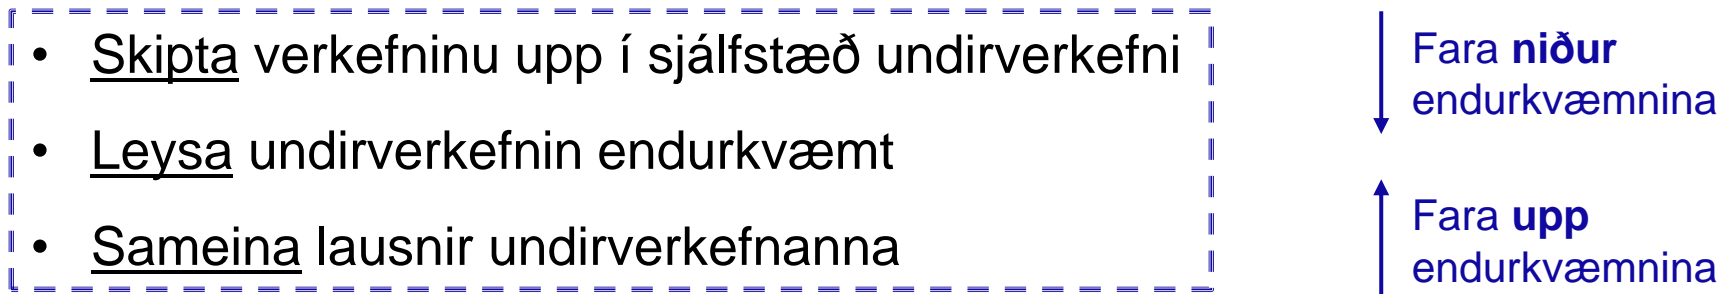 • Skipta verkefninu upp í sjálfstæð undirverkefni
• Leysa undirverkefnin endurkvæmt
• Sameina lausnir undirverkefnanna
Fara niður
endurkvæmnina
Fara upp
endurkvæmnina